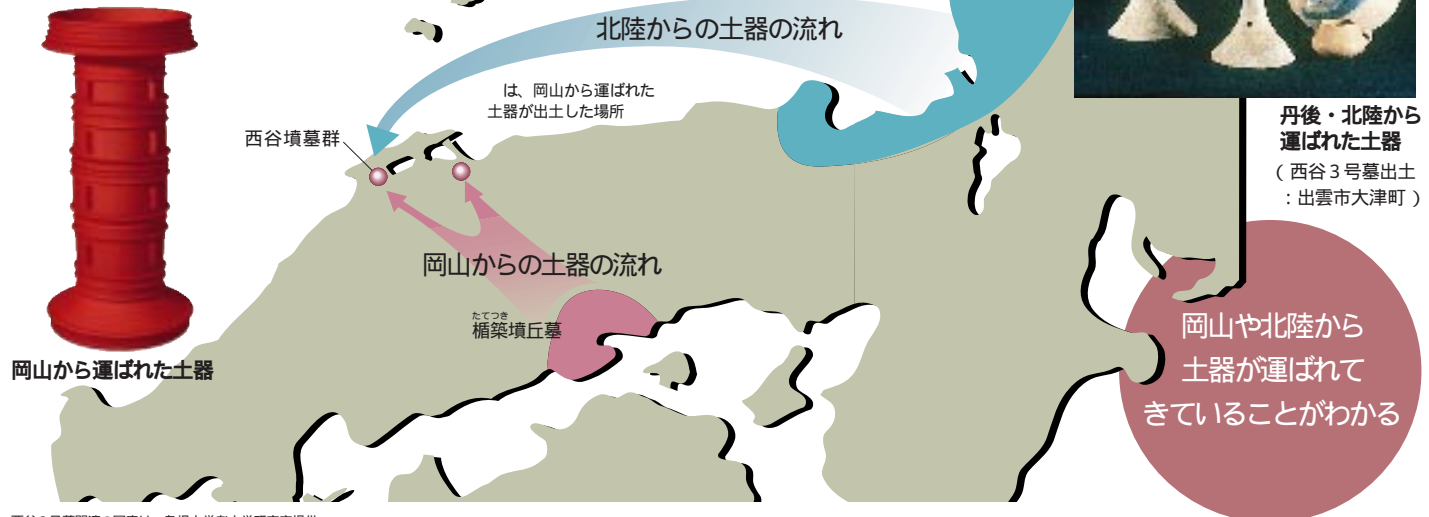 北陸からの土器の流れ
は、岡山から運ばれた
土器が出土した場所
西谷墳墓群
丹後・北陸から
運ばれた土器
(西谷3号墓出土
:出雲市大津町)
岡山からの土器の流れ
たてつき
楯築墳丘墓
岡山から運ばれた土器
岡山や北陸から
土器が運ばれて
きていることがわかる